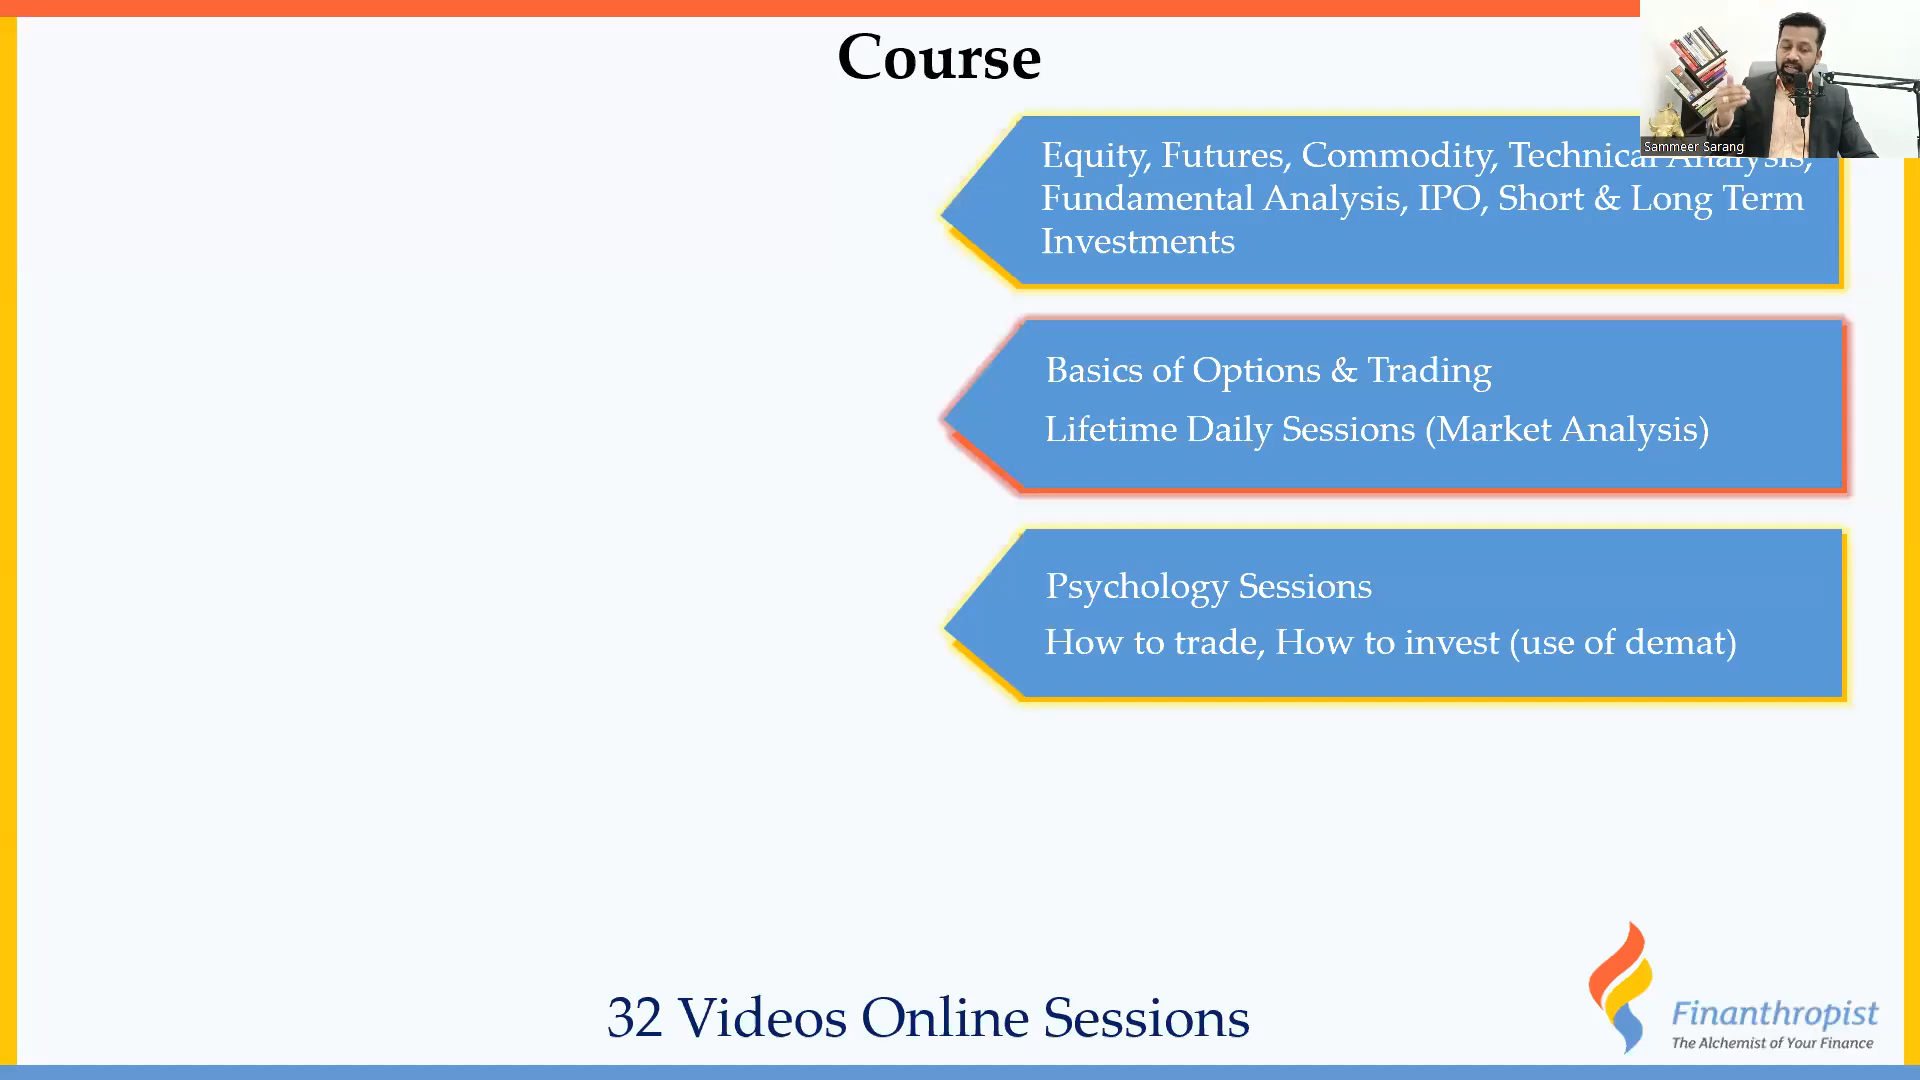 Course
Sammeer Sarang
Equity, Futures, Commodity, Technical Analysis,
Fundamental Analysis, IPO, Short & Long Term
Investments
Basics of Options & Trading
Lifetime Daily Sessions (Market Analysis)
Psychology Sessions
How to trade, How to invest (use of demat)
32 Videos Online Sessions
Finanthropist
The Alchemist of Your Finance